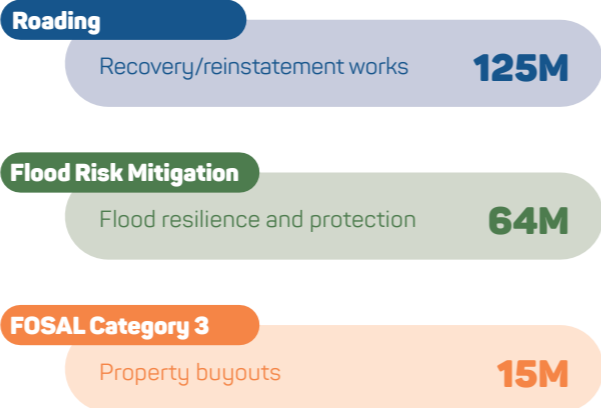 Roading
Recovery/reinstatement works 125M
Flood Risk Mitigation
Flood resilience and protection 64M
FOSAL Category 3
Property buyouts 15M